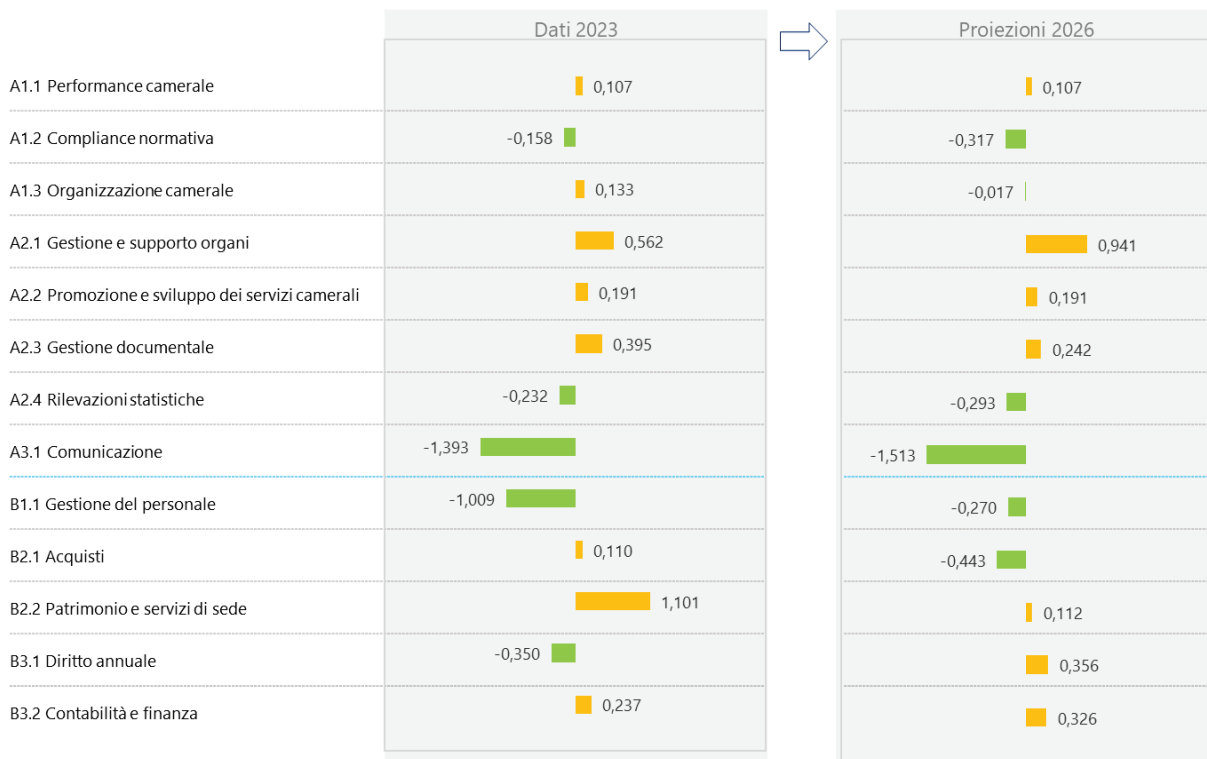 Dati 2023
Proiezioni 2026
A1.1 Performance camerale 0,107 0,107
A1.2 Compliance normativa -0,158 -0,317
A1.3 Organizzazione camerale 0,133 -0,017
A2.1 Gestione e supporto organi 0,562 0,941
A2.2 Promozione e sviluppo dei servizi camerali 0,191 0,191
A2.3 Gestione documentale 0,395 0,242
A2.4 Rilevazioni statistiche -0,232 -0,293
A3.1 Comunicazione -1,393 -1,513
B1.1 Gestione del personale -1,009 -0,270
B2.1 Acquisti 0,110 -0,443
B2.2 Patrimonio e servizi di sede 1,101 0,112
B3.1 Diritto annuale -0,350 0,356
B3.2 Contabilità e finanza 0,237 0,326